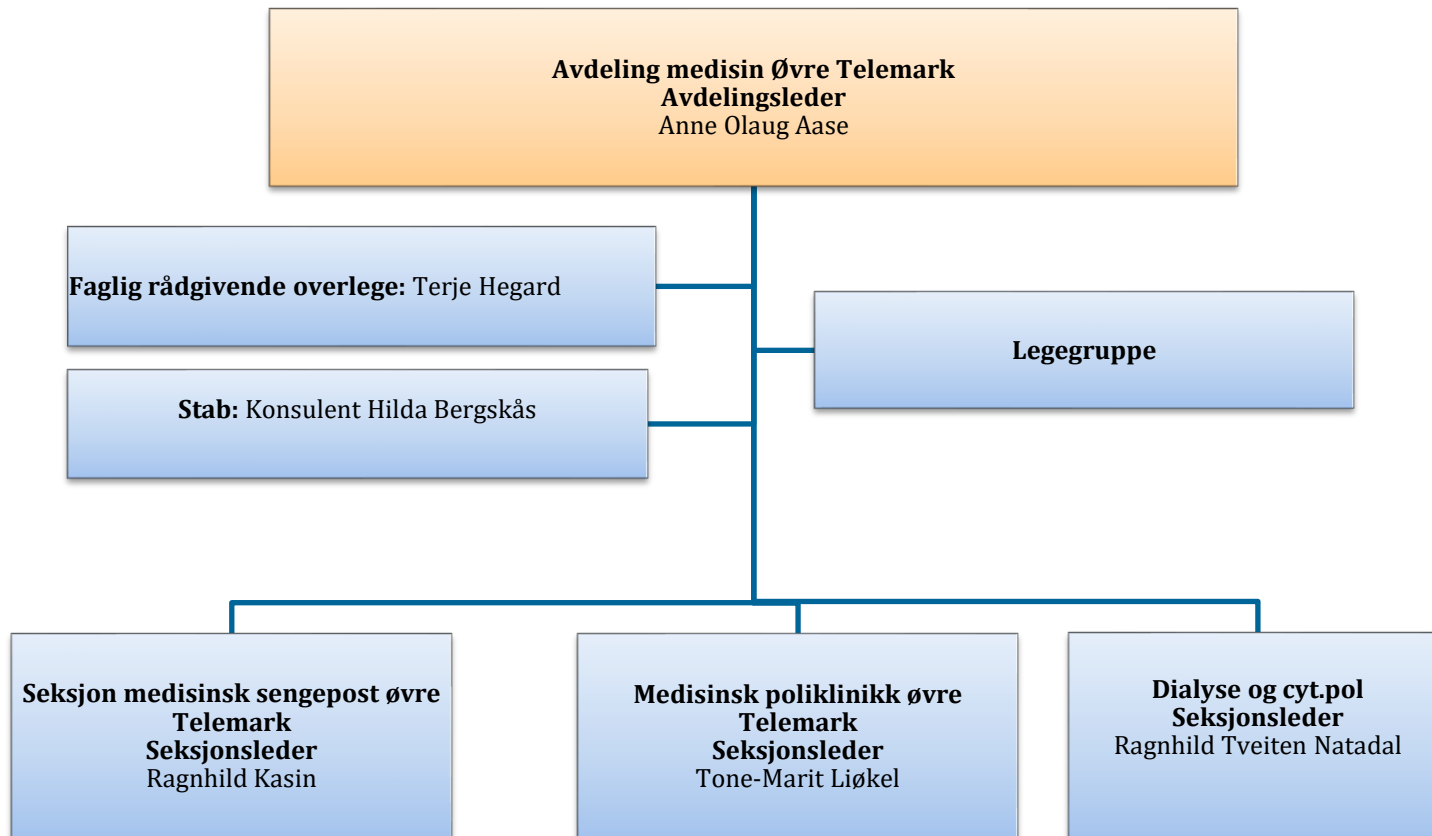 Avdeling medisin Øvre Telemark
Avdelingsleder
Anne Olaug Aase
Faglig rådgivende overlege: Terje Hegard
Legegruppe
Stab: Konsulent Hilda Bergskås
Seksjon medisinsk sengepost øvre
Telemark
Seksjonsleder
Ragnhild Kasin
Medisinsk poliklinikk øvre
Telemark
Seksjonsleder
Tone-Marit Liøkel
Dialyse og cyt.pol
Seksjonsleder
Ragnhild Tveiten Natadal